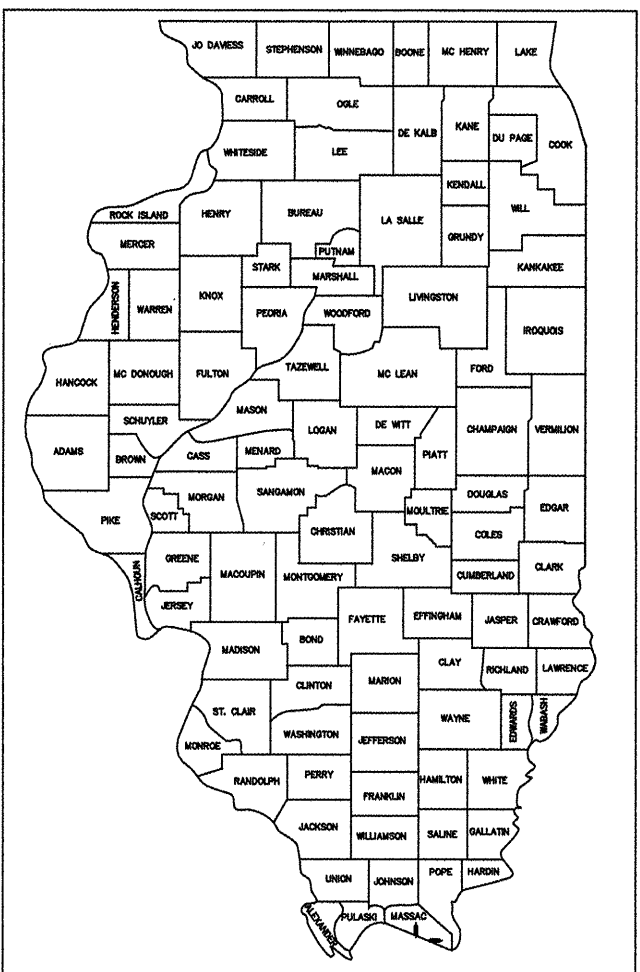 JO DAVIESS
STEPHENSON
WINNEBAGO
BOONE
MC HENRY
LAKE
CARROLL
OGLE
DE KALB
KANE
DU PAGE
COOK
WHITESIDE
LEE
KENDALL
WILL
ROCK ISLAND
HENRY
BUREAU
LA SALLE
GRUNDY
MERCER
PUTNAM
STARK
MARSHALL
KANKAKEE
HENDERSON
WARREN
KNOX
PEORIA
WOODFORD
LIVINGSTON
IROQUOIS
HANCOCK
MC DONOUGH
FULTON
TAZEWELL
MC LEAN
FORD
MASON
SCHUYLER
LOGAN
DE WITT
CHAMPAIGN
VERMILION
ADAMS
BROWN
CASS
MENARD
PIATT
MACON
PIKE
SCOTT
MORGAN
SANGAMON
MOULTRIE
DOUGLAS
EDGAR
CHRISTIAN
COLES
CALHOUN
GREENE
MACOUPIN
MONTGOMERY
SHELBY
CUMBERLAND
CLARK
JERSEY
FAYETTE
EFFINGHAM
JASPER
CRAWFORD
MADISON
BOND
CLAY
RICHLAND
LAWRENCE
CLINTON
MARION
ST. CLAIR
WAYNE
EDWARDS
WABASH
MONROE
WASHINGTON
JEFFERSON
RANDOLPH
PERRY
HAMILTON
WHITE
FRANKLIN
JACKSON
WILLIAMSON
SALINE
GALLATIN
UNION
JOHNSON
POPE
HARDIN
ALEXANDER
PULASKI
MASSAC